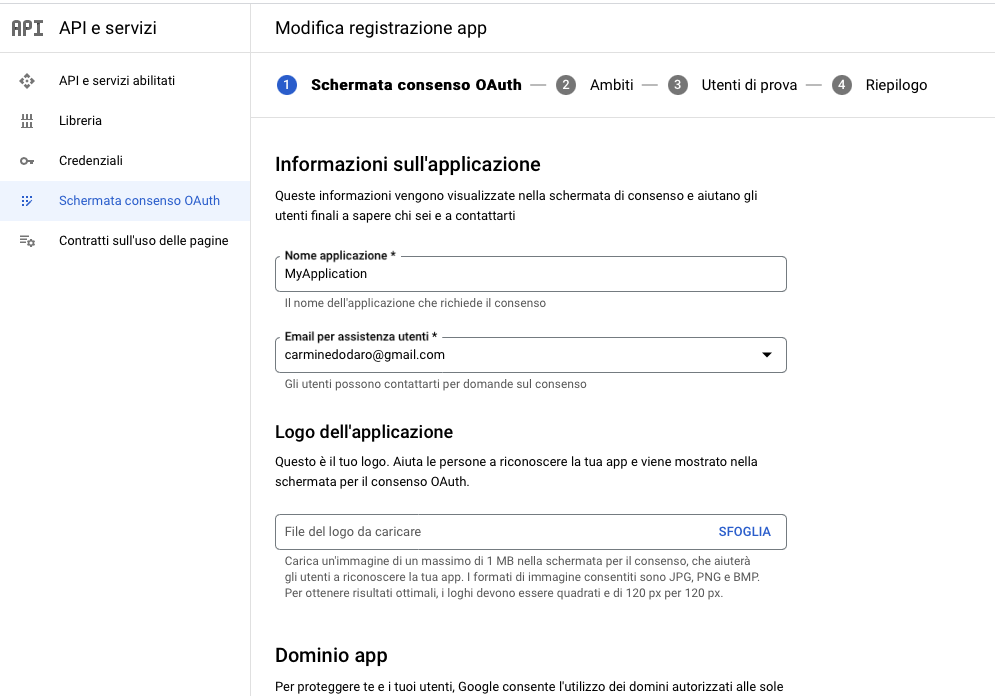 API API e servizi
API e servizi abilitati
Libreria
Credenziali
Schermata consenso OAuth
Contratti sull'uso delle pagine
Modifica registrazione app
1 Schermata consenso OAuth — 2 Ambiti — 3 Utenti di prova — 4 Riepilogo
Informazioni sull'applicazione
Queste informazioni vengono visualizzate nella schermata di consenso e aiutano gli
utenti finali a sapere chi sei e a contattarti
Nome applicazione *
MyApplication
Il nome dell'applicazione che richiede il consenso
Email per assistenza utenti *
carminedodaro@gmail.com
Gli utenti possono contattarti per domande sul consenso
Logo dell'applicazione
Questo è il tuo logo. Aiuta le persone a riconoscere la tua app e viene mostrato nella
schermata per il consenso OAuth.
File del logo da caricare SFOGLIA
Carica un'immagine di un massimo di 1 MB nella schermata per il consenso, che aiuterà
gli utenti a riconoscere la tua app. I formati di immagine consentiti sono JPG, PNG e BMP.
Per ottenere risultati ottimali, i loghi devono essere quadrati e di 120 px per 120 px.
Dominio app
Per proteggere te e i tuoi utenti, Google consente l'utilizzo dei domini autorizzati alle sole